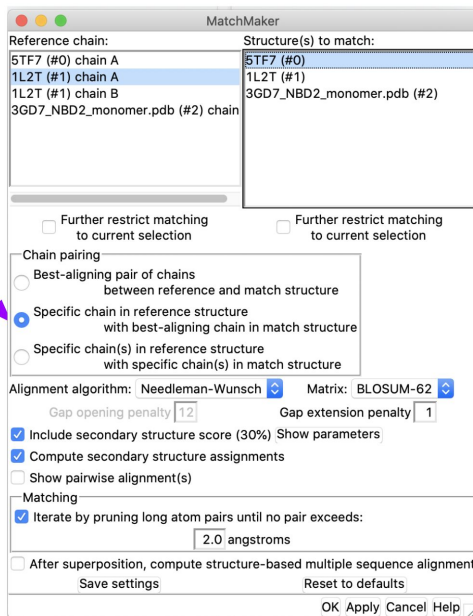 MatchMaker
Reference chain:
Structure(s) to match:
5TF7 (#0) chain A
1L2T (#1) chain A
1L2T (#1) chain B
3GD7_NBD2_monomer.pdb (#2) chain
5TF7 (#0)
1L2T (#1)
3GD7_NBD2_monomer.pdb (#2)
Further restrict matching
to current selection
Further restrict matching
to current selection
Chain pairing
Best-aligning pair of chains
between reference and match structure
Specific chain in reference structure
with best-aligning chain in match structure
Specific chain(s) in reference structure
with specific chain(s) in match structure
Alignment algorithm: Needleman-Wunsch Matrix: BLOSUM-62
Gap opening penalty 12 Gap extension penalty 1
Include secondary structure score (30%) Show parameters
Compute secondary structure assignments
Show pairwise alignment(s)
Matching
Iterate by pruning long atom pairs until no pair exceeds:
2.0 angstroms
After superposition, compute structure-based multiple sequence alignment
Save settings Reset to defaults
OK Apply Cancel Help